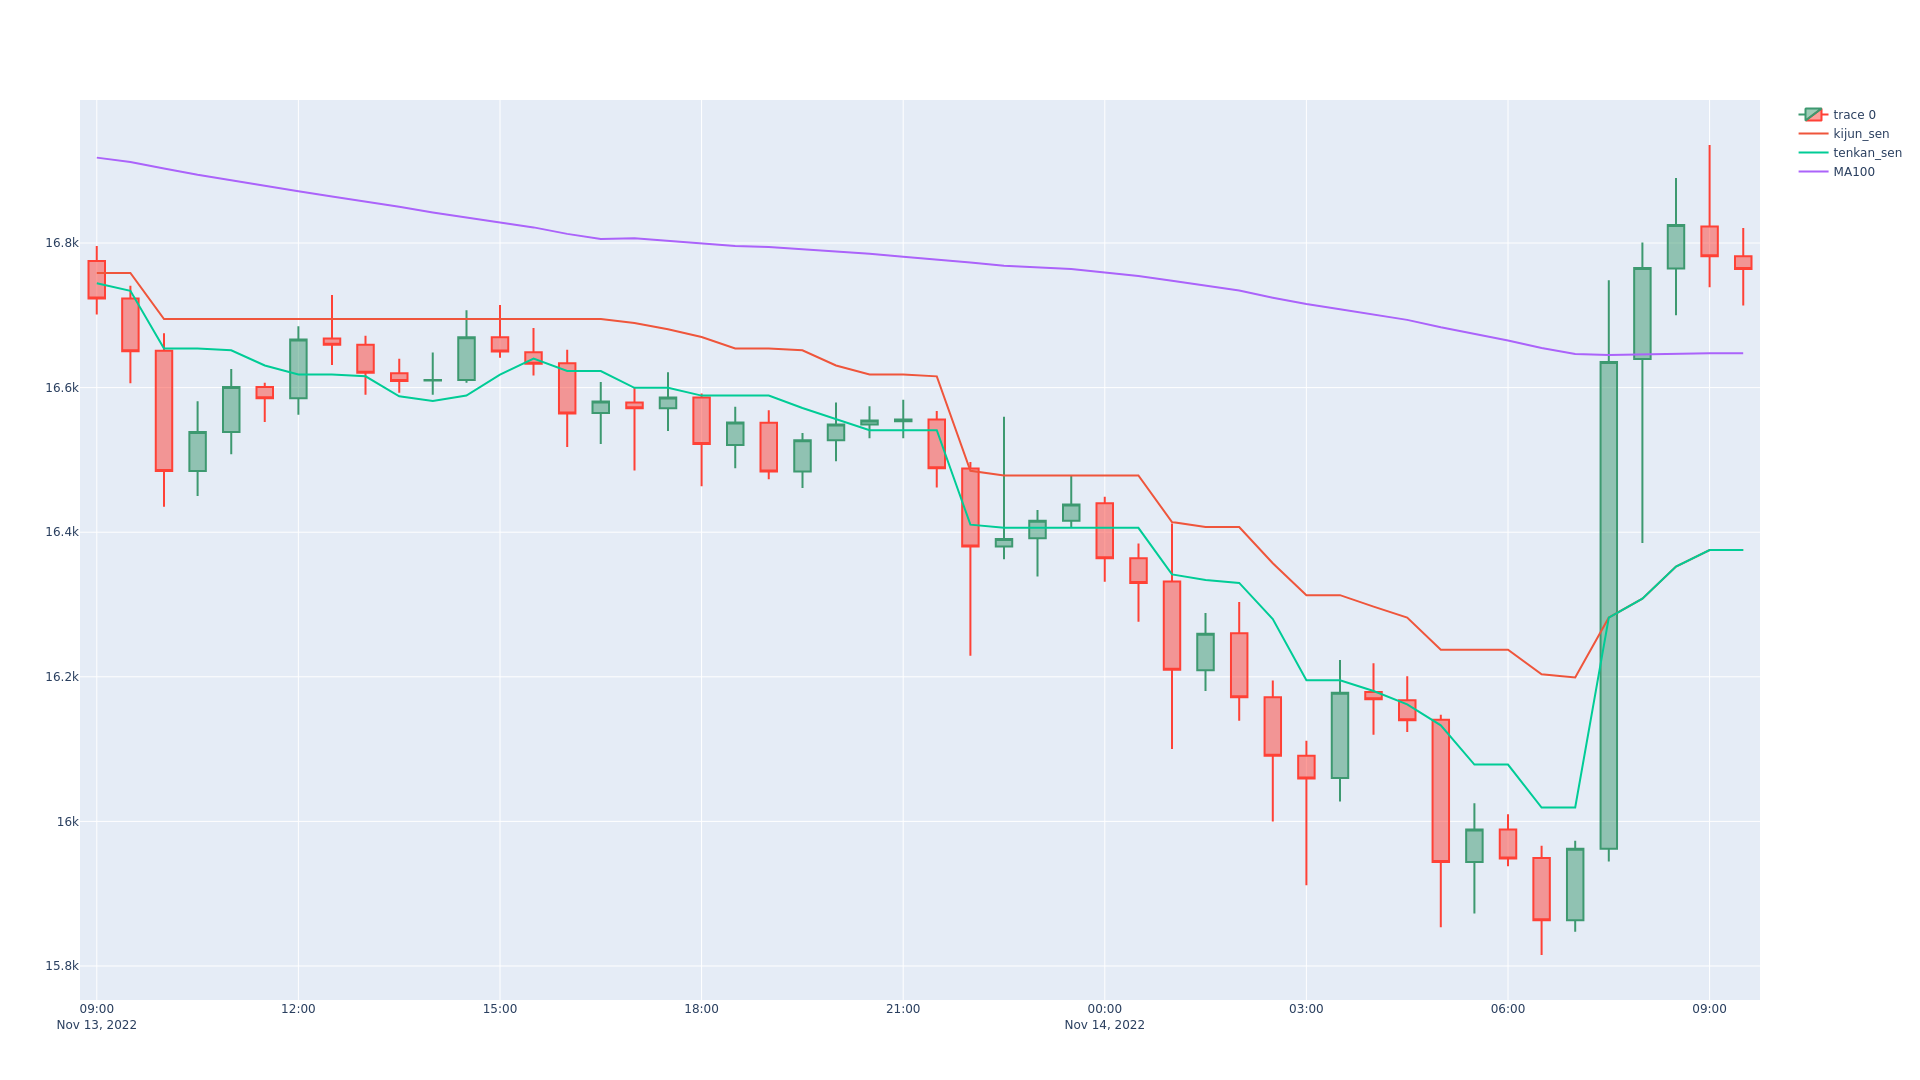 trace 0
kijun_sen
tenkan_sen
MA100
16.8k
16.6k
16.4k
16.2k
16k
15.8k
09:00 12:00 15:00 18:00 21:00 00:00 03:00 06:00 09:00
Nov 13, 2022 Nov 14, 2022